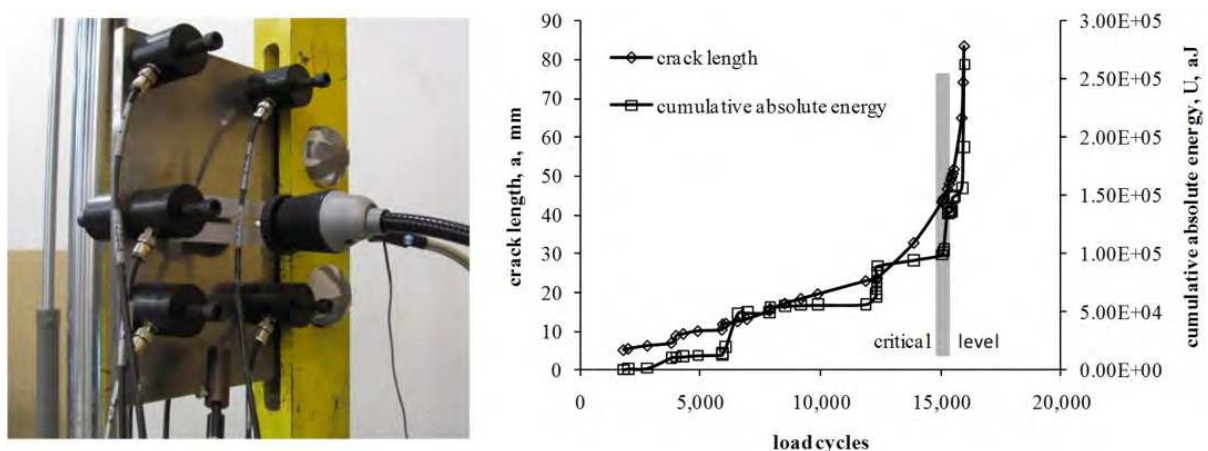 90
80
70
60
50
40
30
20
10
0
crack length, a, mm
crack length
cumulative absolute energy
critical level
3.00E+05
2.50E+05
2.00E+05
1.50E+05
1.00E+05
5.00E+04
0.00E+00
cumulative absolute energy, U, aJ
0 5,000 10,000 15,000 20,000
load cycles